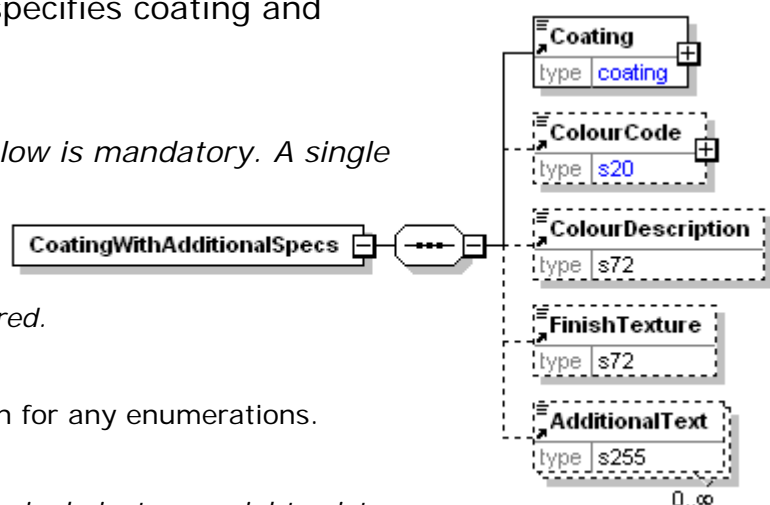 specifies coating and
low is mandatory. A single
red.
n for any enumerations.
CoatingWithAdditionalSpecs
Coating
type coating
ColourCode
type s20
ColourDescription
type s72
FinishTexture
type s72
AdditionalText
type s255
0..∞